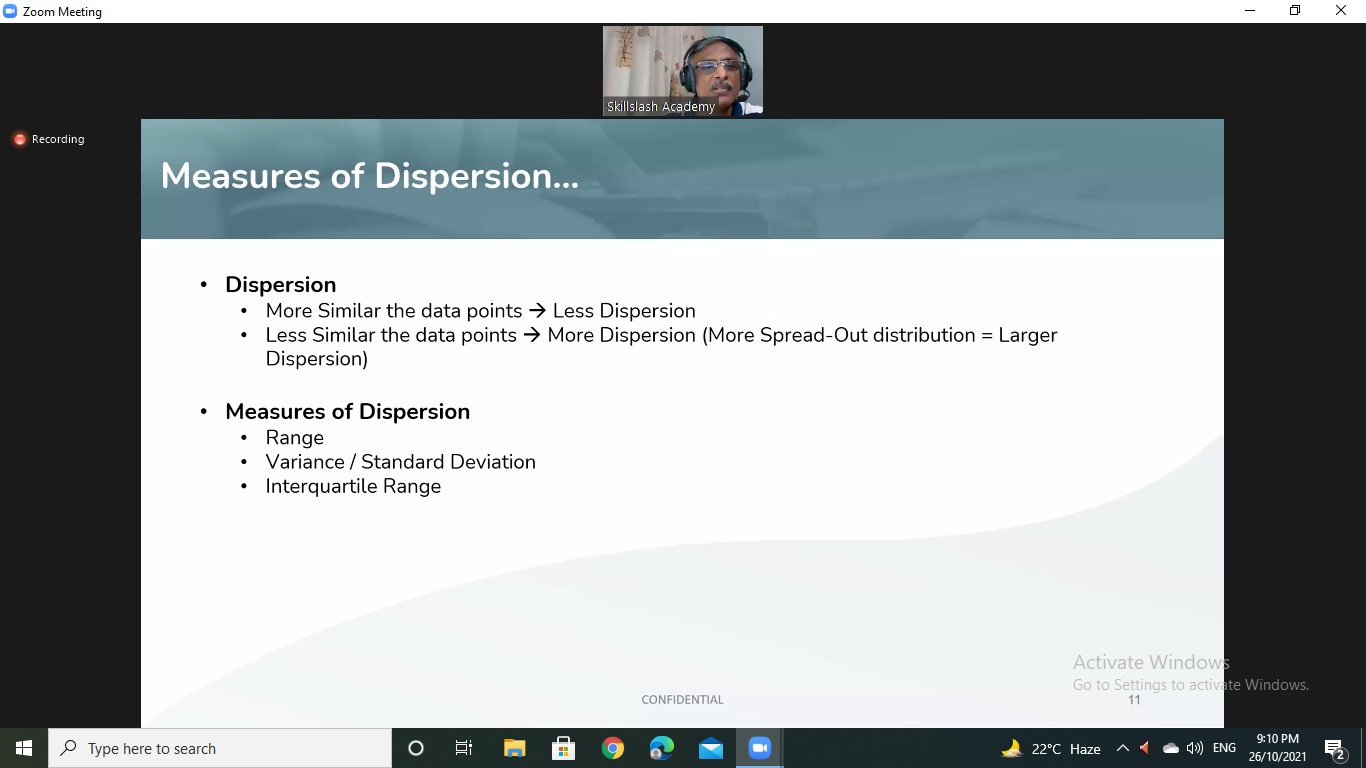 Zoom Meeting
Skillslash Academy
Recording
Measures of Dispersion...
• Dispersion
• More Similar the data points → Less Dispersion
• Less Similar the data points → More Dispersion (More Spread-Out distribution = Larger
Dispersion)
• Measures of Dispersion
• Range
• Variance / Standard Deviation
• Interquartile Range
Activate Windows
Go to Settings to activate Windows.
CONFIDENTIAL
11
Type here to search
22°C Haze
ENG
9:10 PM
26/10/2021
2